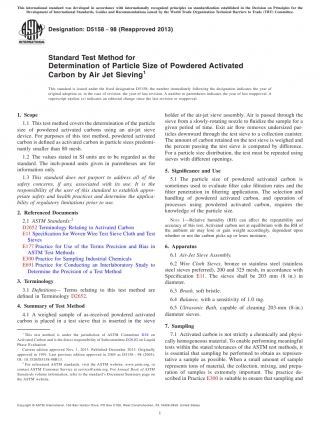 This international standard was developed in accordance with internationally recognized principles on standardization established in the Decision on Principles for the
Development of International Standards, Guides and Recommendations issued by the World Trade Organization Technical Barriers to Trade (TBT) Committee.
Designation: D5158 − 98 (Reapproved 2013)
INTERNATIONAL
Standard Test Method for
Determination of Particle Size of Powdered Activated
Carbon by Air Jet Sieving1
This standard is issued under the fixed designation D5158; the number immediately following the designation indicates the year of
original adoption or, in the case of revision, the year of last revision. A number in parentheses indicates the year of last reapproval. A
superscript epsilon (ε) indicates an editorial change since the last revision or reapproval.
1. Scope
1.1 This test method covers the determination of the particle
size of powdered activated carbons using an air-jet sieve
device. For purposes of this test method, powdered activated
carbon is defined as activated carbon in particle sizes predomi-
nantly smaller than 80 mesh.
1.2 The values stated in SI units are to be regarded as the
standard. The inch-pound units given in parentheses are for
information only.
1.3 This standard does not purport to address all of the
safety concerns, if any, associated with its use. It is the
responsibility of the user of this standard to establish appro-
priate safety and health practices and determine the applica-
bility of regulatory limitations prior to use.
2. Referenced Documents
2.1 ASTM Standards:2
D2652 Terminology Relating to Activated Carbon
E11 Specification for Woven Wire Test Sieve Cloth and Test
Sieves
E177 Practice for Use of the Terms Precision and Bias in
ASTM Test Methods
E300 Practice for Sampling Industrial Chemicals
E691 Practice for Conducting an Interlaboratory Study to
Determine the Precision of a Test Method
3. Terminology
3.1 Definitions— Terms relating to this test method are
defined in Terminology D2652.
4. Summary of Test Method
4.1 A weighed sample of as-received powdered activated
carbon is placed in a test sieve that is inserted in the sieve
1 This test method is under the jurisdiction of ASTM Committee D28 on
Activated Carbon and is the direct responsibility of Subcommittee D28.02 on Liquid
Phase Evaluation.
Current edition approved Nov. 1, 2013. Published December 2013. Originally
2 For referenced ASTM standards, visit the ASTM website, www.astm.org, or
contact ASTM Customer Service at service@astm.org. For Annual Book of ASTM
Standards volume information, refer to the standard's Document Summary page on
the ASTM website.
holder of the air-jet sieve assembly. Air is passed through the
sieve from a slowly-rotating nozzle to fluidize the sample for a
given period of time. Exit air flow removes undersized par-
ticles downward through the test sieve to a collection canister.
The amount of carbon retained on the test sieve is weighed and
the percent passing the test sieve is computed by difference.
For a particle size distribution, the test must be repeated using
sieves with different openings.
5. Significance and Use
5.1 The particle size of powdered activated carbon is
sometimes used to evaluate filter cake filtration rates and the
filter penetration in filtering applications. The selection and
handling of powdered activated carbon, and operation of
processes using powdered activated carbon, requires the
knowledge of the particle size.
NOTE 1—Relative humidity (RH) can affect the repeatability and
accuracy of this test. Activated carbon not at equilibrium with the RH of
the ambient air may lose or gain weight accordingly, dependent upon
whether or not the carbon picks up or loses moisture.
6. Apparatus
6.1 Air-Jet Sieve Assembly.
6.2 Wire Cloth Sieves, bronze or stainless steel (stainless
steel sieves preferred), 200 and 325 mesh, in accordance with
Specification E11. The sieves shall be 203 mm (8 in.) in
diameter.
6.3 Brush, soft bristle.
6.4 Balance, with a sensitivity of 1.0 mg.
6.5 Ultrasonic Bath, capable of cleaning 203-mm (8-in.)
diameter sieves.
7. Sampling
7.1 Activated carbon is not strictly a chemically and physi-
cally homogeneous material. To enable performing meaningful
tests within the stated tolerances of the ASTM test methods, it
is essential that sampling be performed to obtain as represen-
tative a sample as possible. When a small amount of sample
represents tons of material, the collection, mixing, and prepa-
ration of samples is extremely important. The practice de-
scribed in Practice E300 is suitable to ensure that sampling and
Copyright © ASTM International, 100 Barr Harbor Drive, PO Box C700, West Conshohocken, PA 19428-2959. United States
1